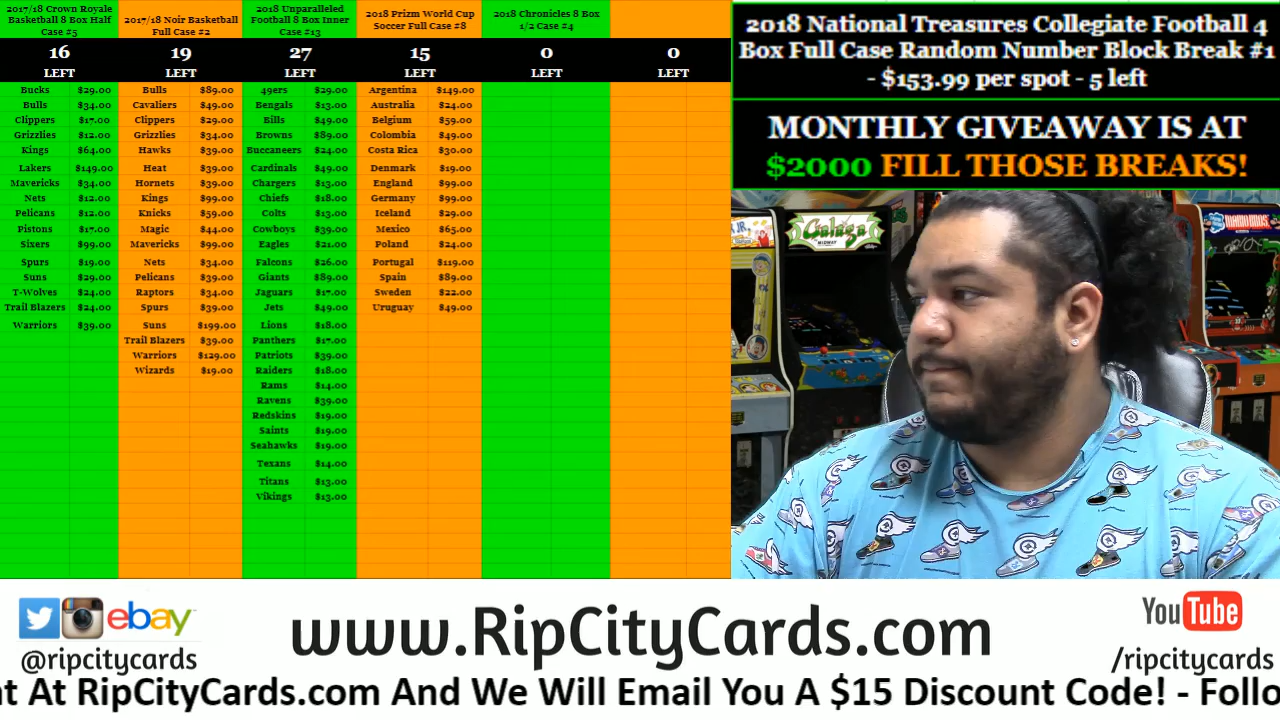 2017/18 Crown Royale
Basketball 8 Box Half
Case #5
16
LEFT
Bucks $29.00
Bulls $34.00
Clippers $17.00
Grizzlies $12.00
Kings $64.00
Lakers $149.00
Mavericks $34.00
Nets $12.00
Pelicans $12.00
Pistons $17.00
Sixers $99.00
Spurs $19.00
Suns $29.00
T-Wolves $24.00
Trail Blazers $24.00
Warriors $39.00
2017/18 Noir Basketball
Full Case #2
19
LEFT
Bulls $89.00
Cavaliers $49.00
Clippers $29.00
Grizzlies $34.00
Hawks $39.00
Heat $39.00
Hornets $39.00
Kings $99.00
Knicks $59.00
Magic $44.00
Mavericks $99.00
Nets $34.00
Pelicans $39.00
Raptors $34.00
Spurs $39.00
Suns $199.00
Trail Blazers $39.00
Warriors $129.00
Wizards $19.00
2018 Unparalleled
Football 8 Box Inner
Case #13
27
LEFT
49ers $29.00
Bengals $13.00
Bills $49.00
Browns $89.00
Buccaneers $24.00
Cardinals $49.00
Chargers $13.00
Chiefs $18.00
Colts $13.00
Cowboys $39.00
Eagles $21.00
Falcons $26.00
Giants $89.00
Jaguars $17.00
Jets $49.00
Lions $18.00
Panthers $17.00
Patriots $39.00
Raiders $18.00
Rams $14.00
Ravens $39.00
Redskins $19.00
Saints $19.00
Seahawks $19.00
Texans $14.00
Titans $13.00
Vikings $13.00
2018 Prizm World Cup
Soccer Full Case #8
15
LEFT
Argentina $149.00
Australia $24.00
Belgium $59.00
Colombia $49.00
Costa Rica $30.00
Denmark $19.00
England $99.00
Germany $99.00
Iceland $29.00
Mexico $65.00
Poland $24.00
Portugal $119.00
Spain $89.00
Sweden $22.00
Uruguay $49.00
2018 Chronicles 8 Box
1/2 Case #4
0
LEFT
0
LEFT
2018 National Treasures Collegiate Football 4
Box Full Case Random Number Block Break #1
- $153.99 per spot - 5 left
MONTHLY GIVEAWAY IS AT
$2000 FILL THOSE BREAKS!
JR.
Galaga
MIDWAY
MARIO BROS.
ebay
@ripcitycards
www.RipCityCards.com
YouTube
/ripcitycards
nt At RipCityCards.com And We Will Email You A $15 Discount Code! - Follo